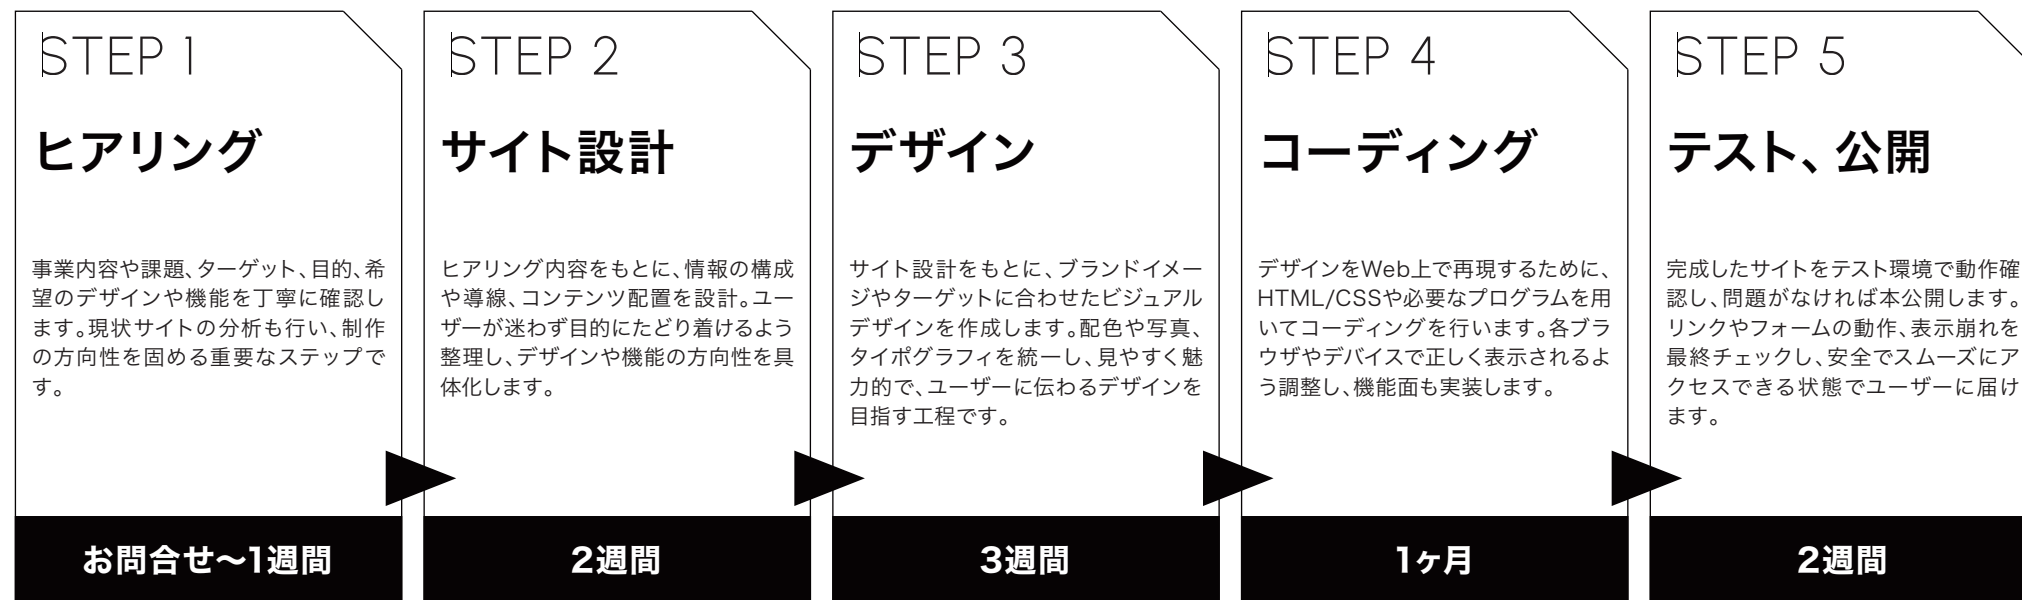 STEP 1
ヒアリング
事業内容や課題、ターゲット、目的、希
望のデザインや機能を丁寧に確認し
ます。現状サイトの分析も行い、制作
の方向性を固める重要なステップで
す。
お問合せ〜1週間
STEP 2
サイト設計
ヒアリング内容をもとに、情報の構成
や導線、コンテンツ配置を設計。ユー
ザーが迷わず目的にたどり着けるよう
整理し、デザインや機能の方向性を具
体化します。
2週間
STEP 3
デザイン
サイト設計をもとに、ブランドイメー
ジやターゲットに合わせたビジュアル
デザインを作成します。配色や写真、
タイポグラフィを統一し、見やすく魅
力的で、ユーザーに伝わるデザインを
目指す工程です。
3週間
STEP 4
コーディング
デザインをWeb上で再現するために、
HTML/CSSや必要なプログラムを用
いてコーディングを行います。各ブラ
ウザやデバイスで正しく表示されるよ
う調整し、機能面も実装します。
1ヶ月
STEP 5
テスト、公開
完成したサイトをテスト環境で動作確
認し、問題がなければ本公開します。
リンクやフォームの動作、表示崩れを
最終チェックし、安全でスムーズにア
クセスできる状態でユーザーに届け
ます。
2週間